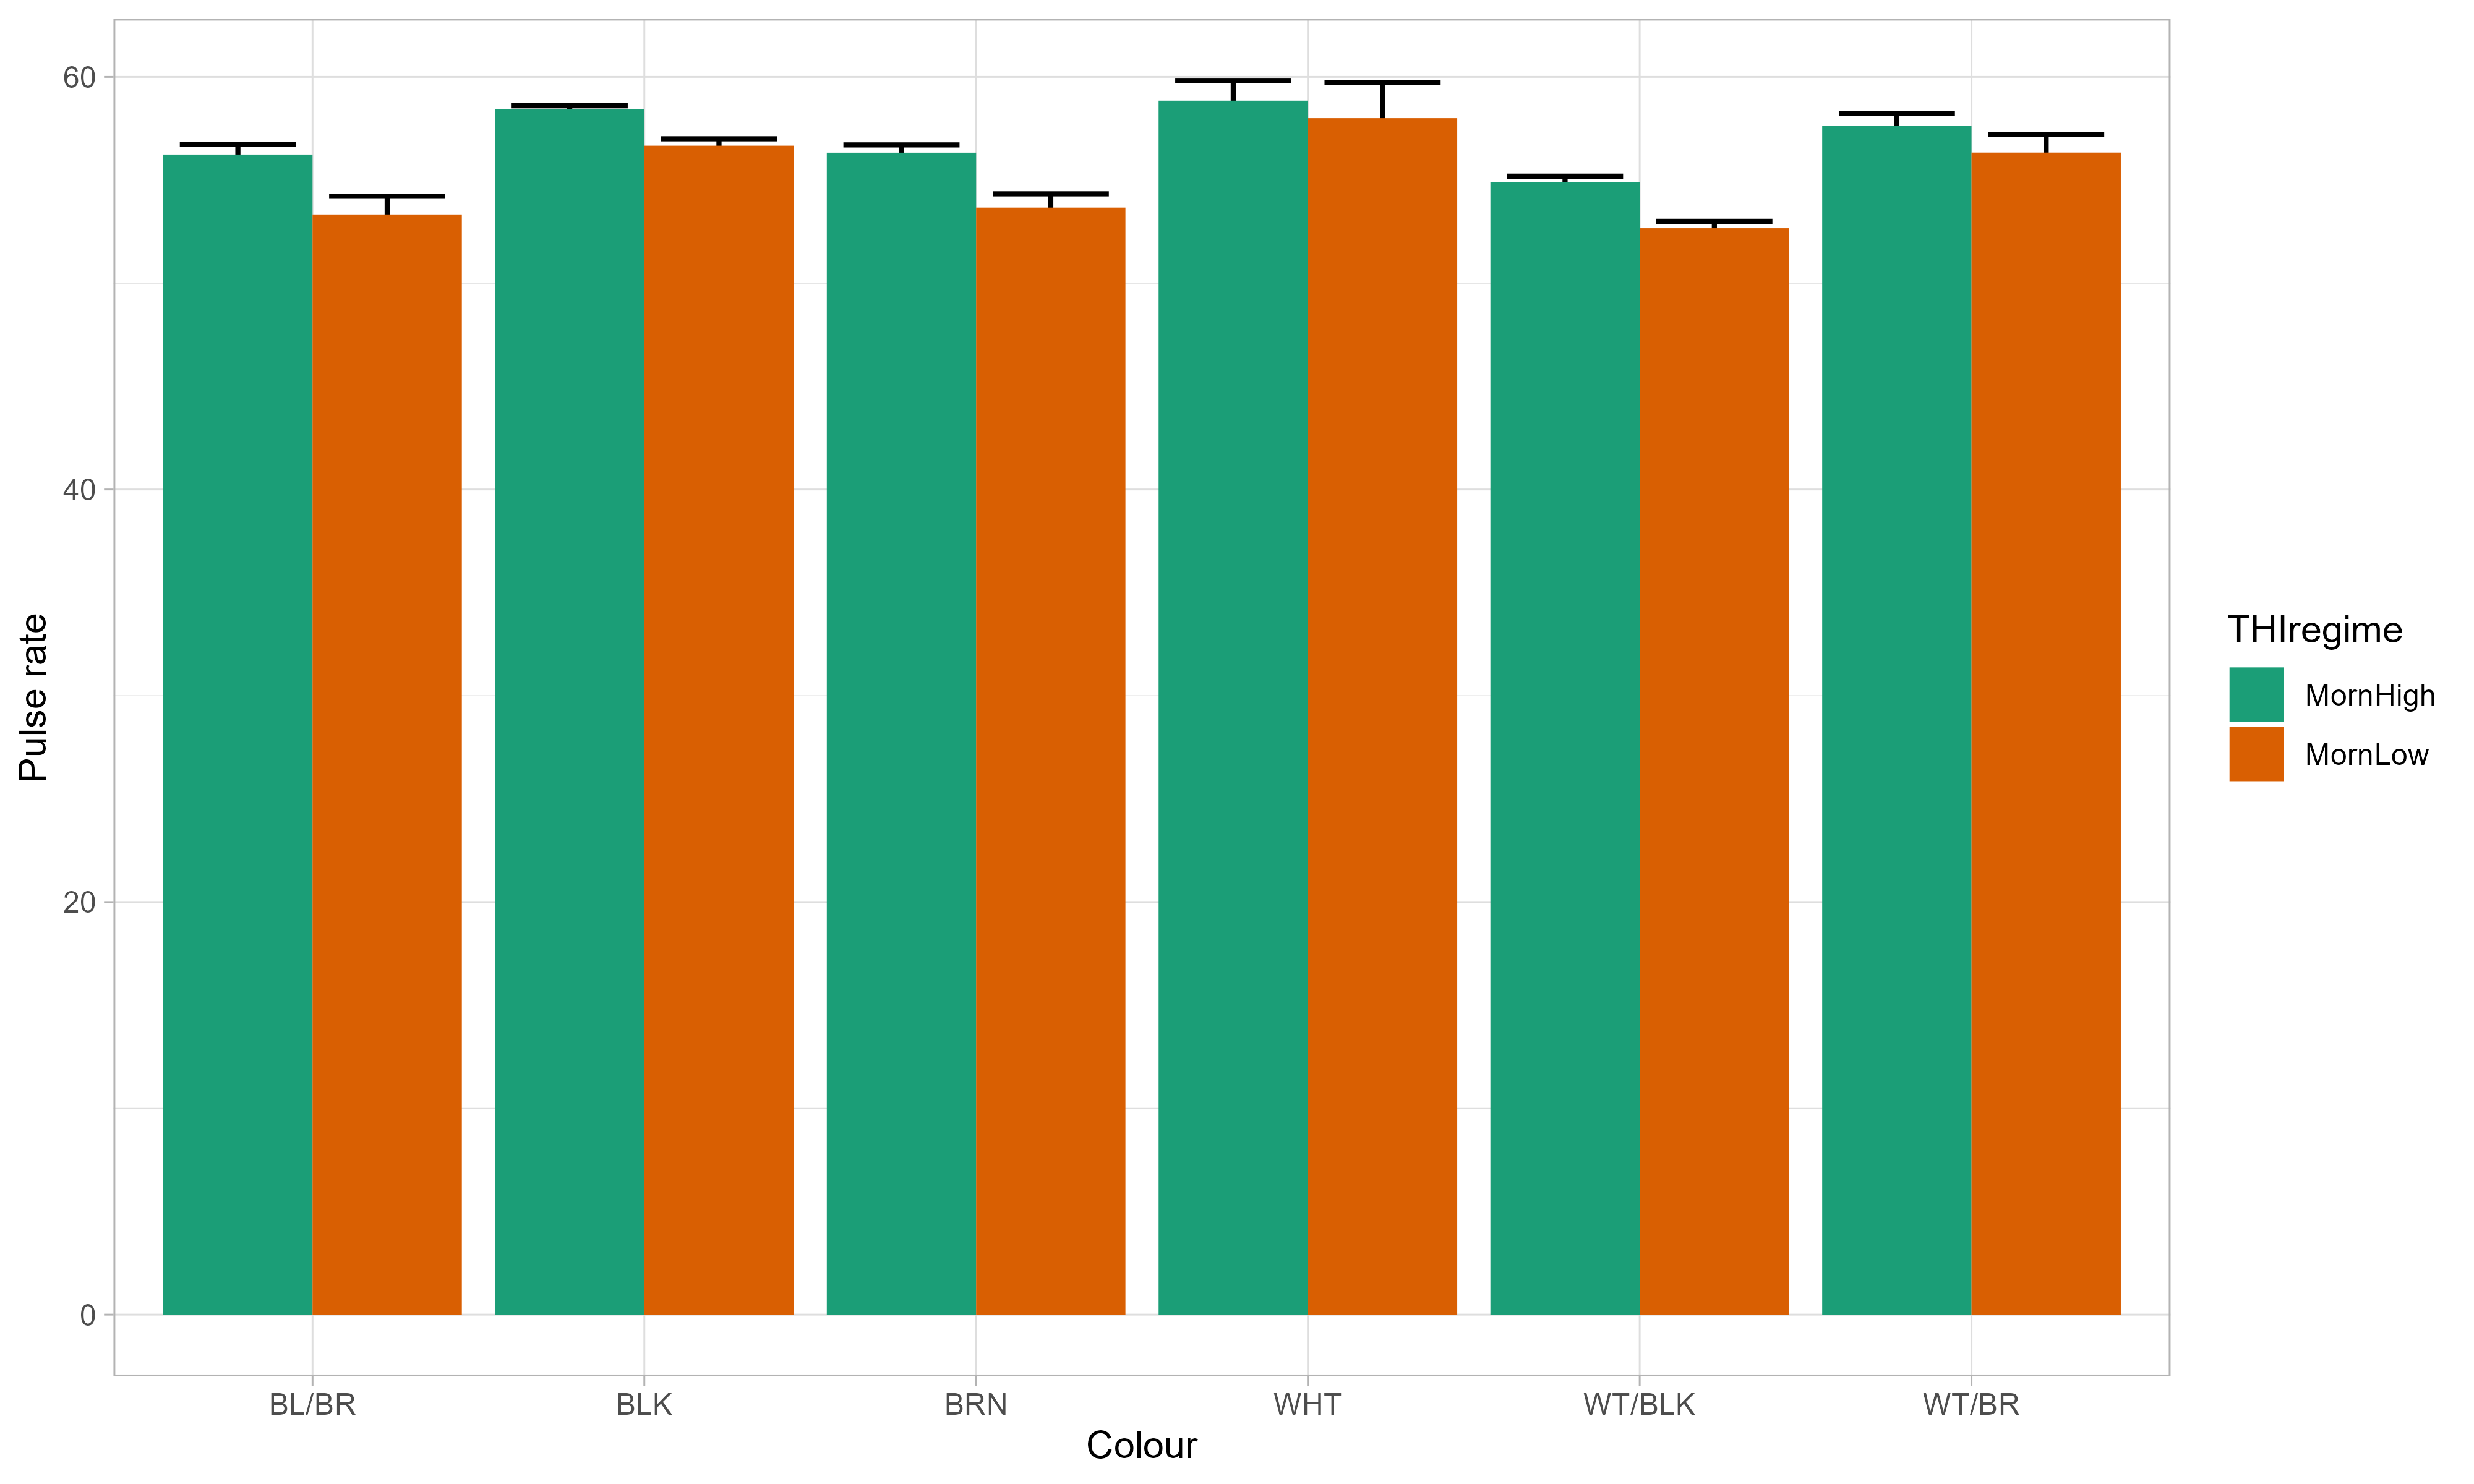 60
40
20
0
Pulse rate
BL/BR
BLK
BRN
WHT
WT/BLK
WT/BR
Colour
THIregime
MornHigh
MornLow